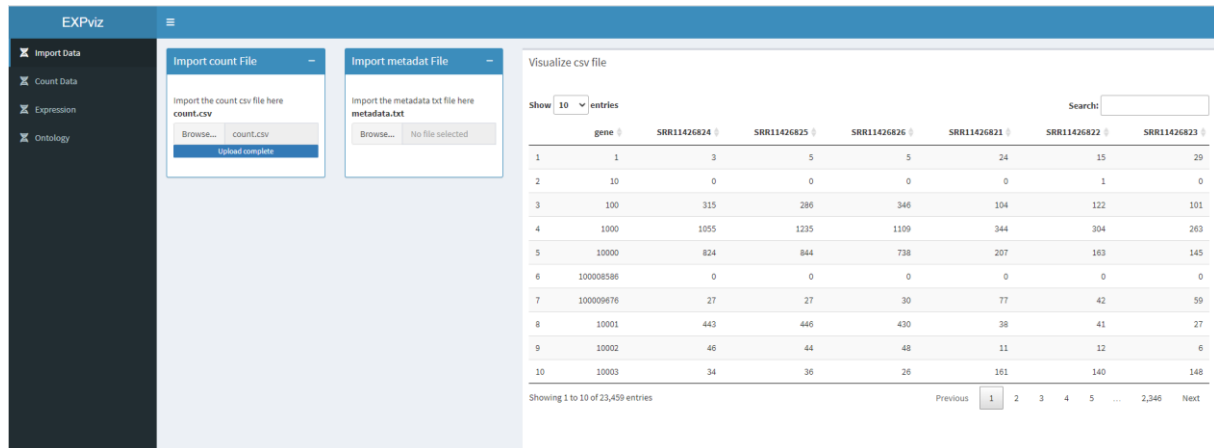 EXPviz
Import Data
Count Data
Expression
Ontology
Import count File
Import the count csv file here
count.csv
Browse... count.csv
Upload complete
Import metadat File
Import the metadata txt file here
metadata.txt
Browse... No file selected
Visualize csv file
Show 10 entries Search:
gene SRR11426824 SRR11426825 SRR11426826 SRR11426821 SRR11426822 SRR11426823
1 1 3 5 5 24 15 29
2 10 0 0 0 0 1 0
3 100 315 286 346 104 122 101
4 1000 1055 1235 1109 344 304 263
5 10000 824 844 738 207 163 145
6 100008586 0 0 0 0 0 0
7 100009676 27 27 30 77 42 59
8 10001 443 446 430 38 41 27
9 10002 46 44 48 11 12 6
10 10003 34 36 26 161 140 148
Showing 1 to 10 of 23,459 entries Previous 1 2 3 4 5 ... 2,346 Next